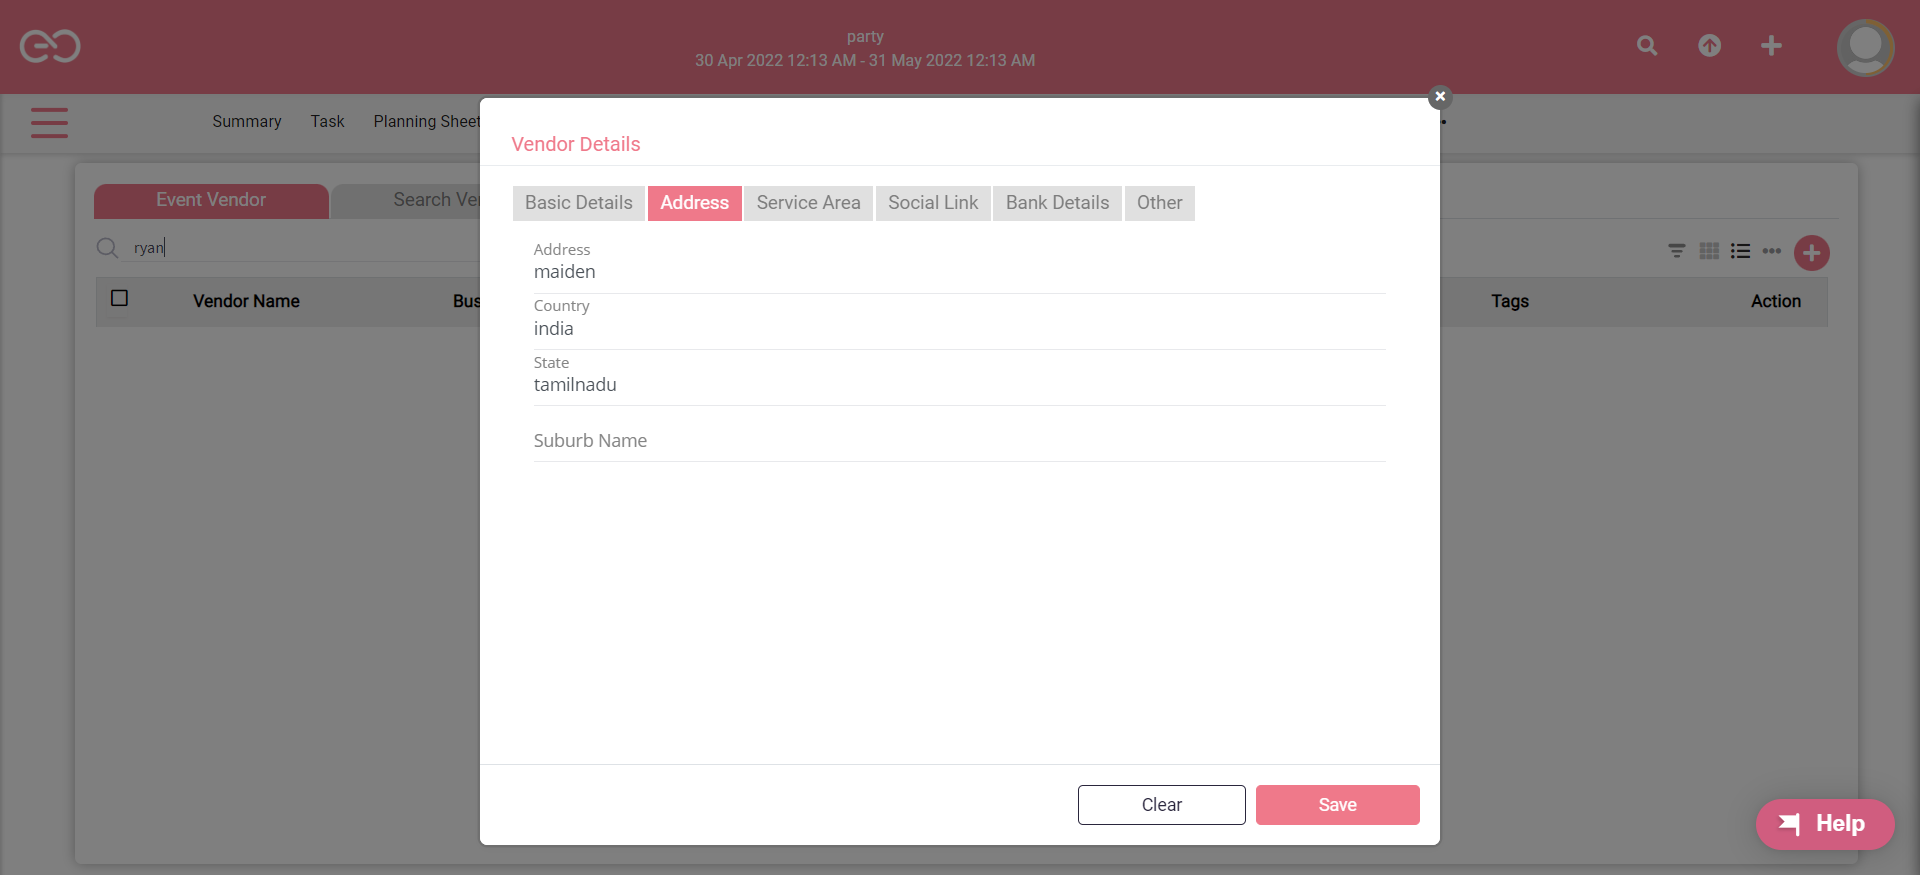 party
30 Apr 2022 12:13 AM - 31 May 2022 12:13 AM
Summary Task Planning Sheet
Vendor Details
Event Vendor Search Ve
Basic Details Address Service Area Social Link Bank Details Other
ryan
Address
maiden
Vendor Name Bus Tags Action
Country
india
State
tamilnadu
Suburb Name
Clear Save
Help